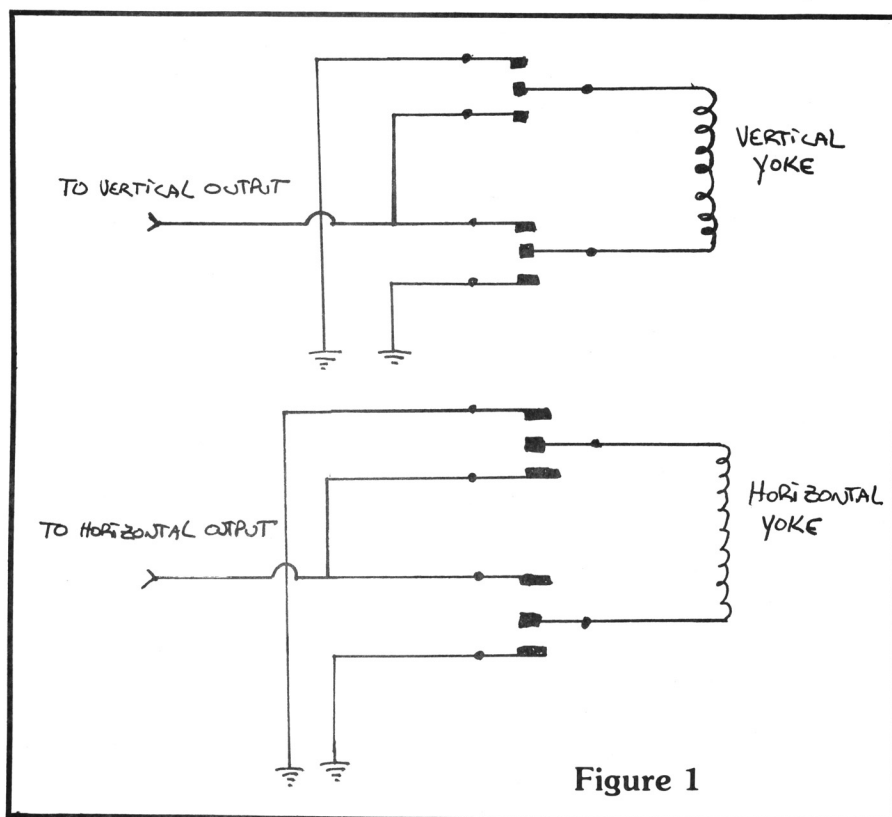 VERTICAL
YOKE
TO VERTICAL OUTPUT
HORIZONTAL
YOKE
TO HORIZONTAL OUTPUT
Figure 1